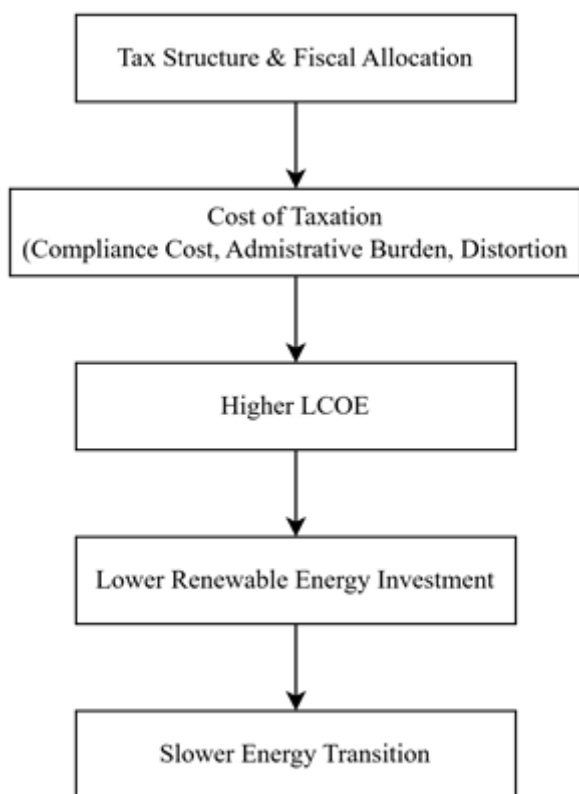 Tax Structure & Fiscal Allocation
Cost of Taxation
(Compliance Cost, Admistrative Burden, Distortion
Higher LCOE
Lower Renewable Energy Investment
Slower Energy Transition